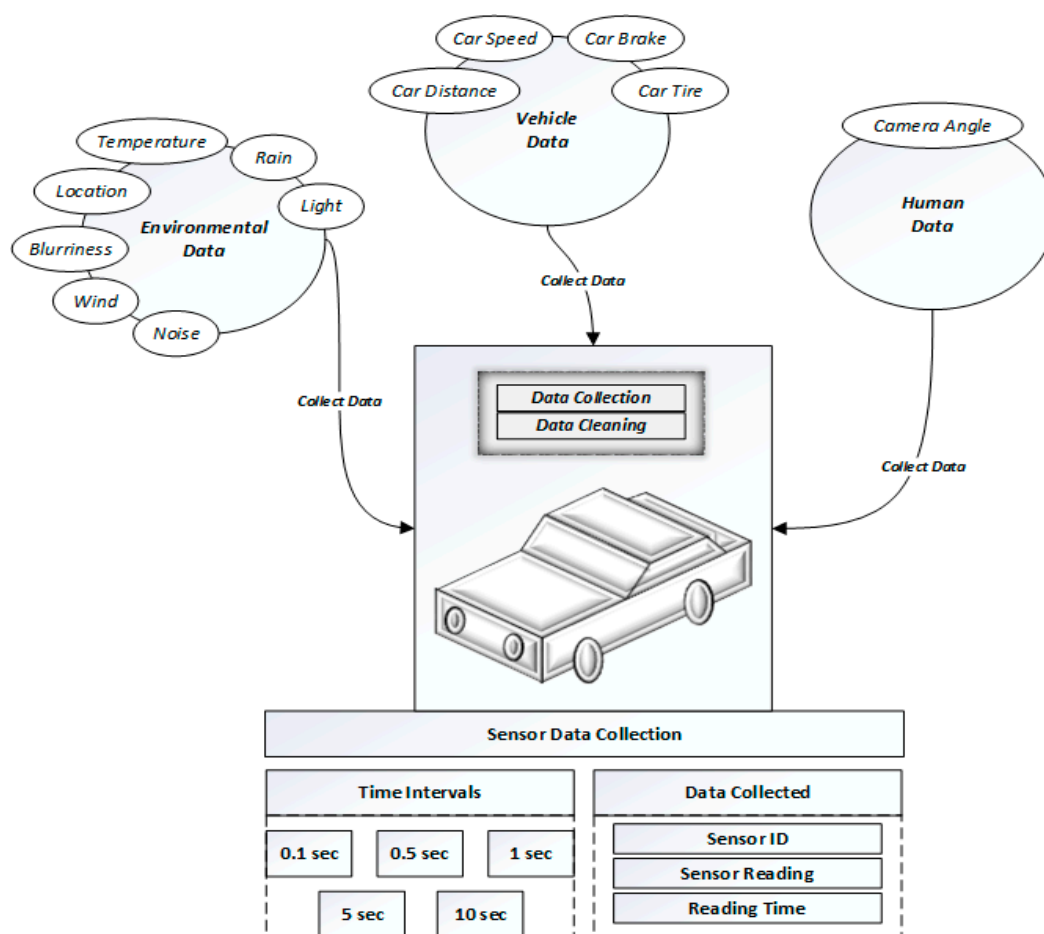 Car Speed
Car Brake
Car Distance
Car Tire
Vehicle
Data
Camera Angle
Human
Data
Temperature
Rain
Location
Light
Environmental
Data
Blurriness
Wind
Noise
Collect Data
Collect Data
Collect Data
Data Collection
Data Cleaning
Sensor Data Collection
Time Intervals
0.1 sec
0.5 sec
1 sec
5 sec
10 sec
Data Collected
Sensor ID
Sensor Reading
Reading Time